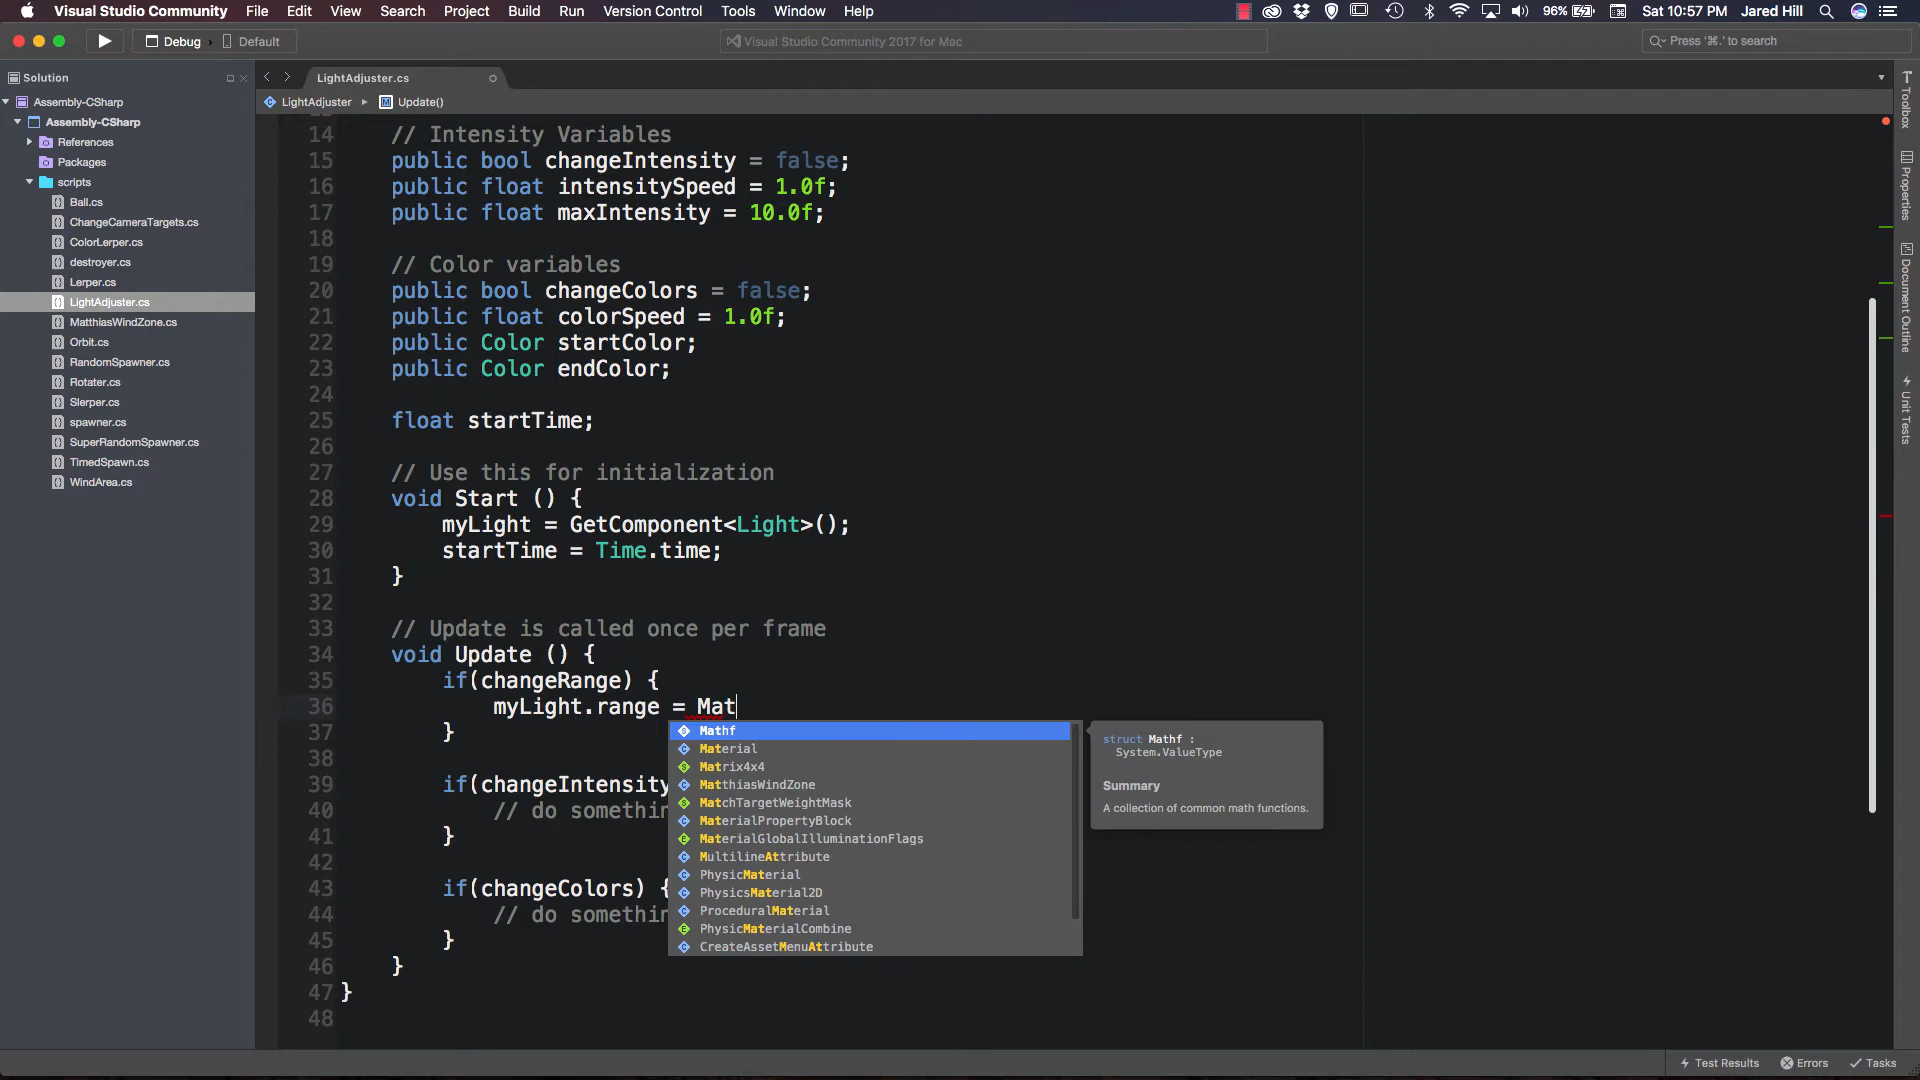 Visual Studio Community File Edit View Search Project Build Run Version Control Tools Window Help 96% Sat 10:57 PM Jared Hill
Debug Default Visual Studio Community 2017 for Mac Press '⌘.' to search
Solution
LightAdjuster.cs
LightAdjuster Update()
Assembly-CSharp
Assembly-CSharp
References
Packages
scripts
Ball.cs
ChangeCameraTargets.cs
ColorLerper.cs
destroyer.cs
Lerper.cs
LightAdjuster.cs
MatthiasWindZone.cs
Orbit.cs
RandomSpawner.cs
Rotater.cs
Slerper.cs
spawner.cs
SuperRandomSpawner.cs
TimedSpawn.cs
WindArea.cs
14 // Intensity Variables
15 public bool changeIntensity = false;
16 public float intensitySpeed = 1.0f;
17 public float maxIntensity = 10.0f;
18
19 // Color variables
20 public bool changeColors = false;
21 public float colorSpeed = 1.0f;
22 public Color startColor;
23 public Color endColor;
24
25 float startTime;
26
27 // Use this for initialization
28 void Start () {
29 myLight = GetComponent<Light>();
30 startTime = Time.time;
31 }
32
33 // Update is called once per frame
34 void Update () {
35 if(changeRange) {
36 myLight.range = Mat
37 }
38
39 if(changeIntensity
40 // do somethin
41 }
42
43 if(changeColors) {
44 // do somethin
45 }
46 }
47 }
48
Mathf
Material
Matrix4x4
MatthiasWindZone
MatchTargetWeightMask
MaterialPropertyBlock
MaterialGlobalIlluminationFlags
MultilineAttribute
PhysicMaterial
PhysicsMaterial2D
ProceduralMaterial
PhysicMaterialCombine
CreateAssetMenuAttribute
struct Mathf :
System.ValueType
Summary
A collection of common math functions.
Toolbox
Properties
Document Outline
Unit Tests
Test Results Errors Tasks